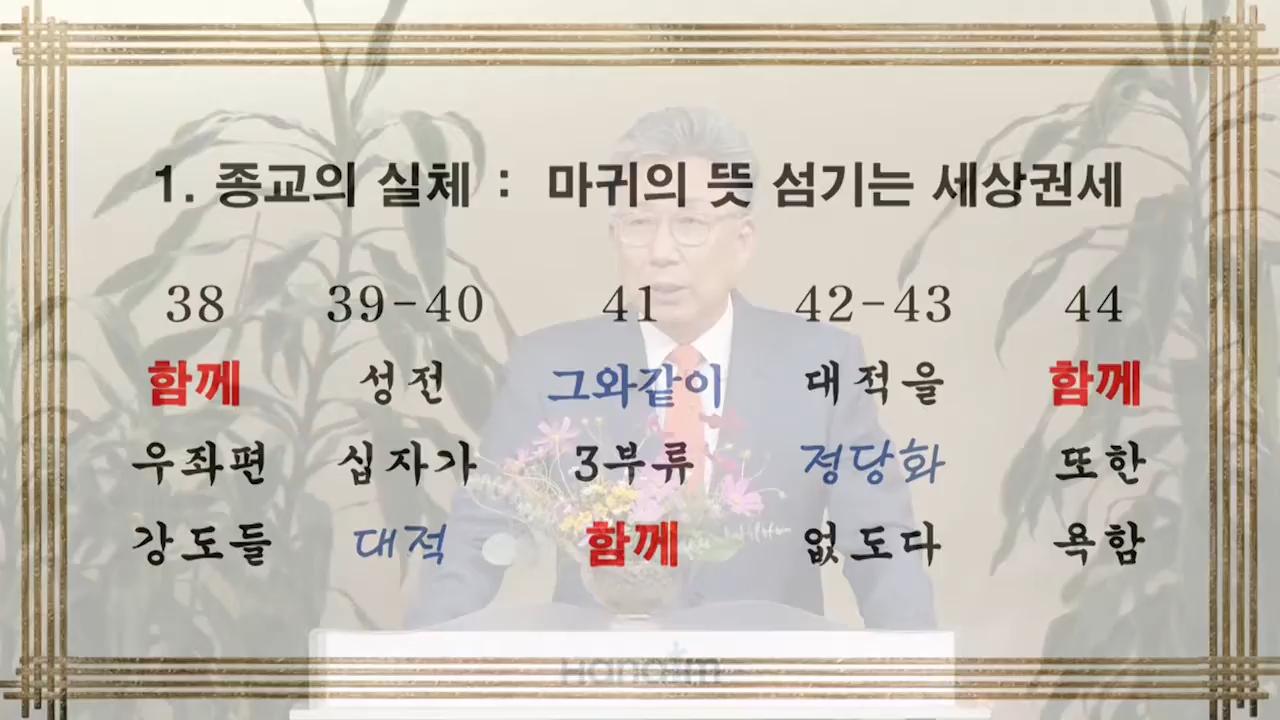 1. 종교의 실체 : 마귀의 뜻 섬기는 세상권세
38 39-40 41 42-43 44
함께 성전 그와같이 대적을 함께
우좌편 십자가 3부류 정당화 또한
강도들 대적 함께 없도다 욕함